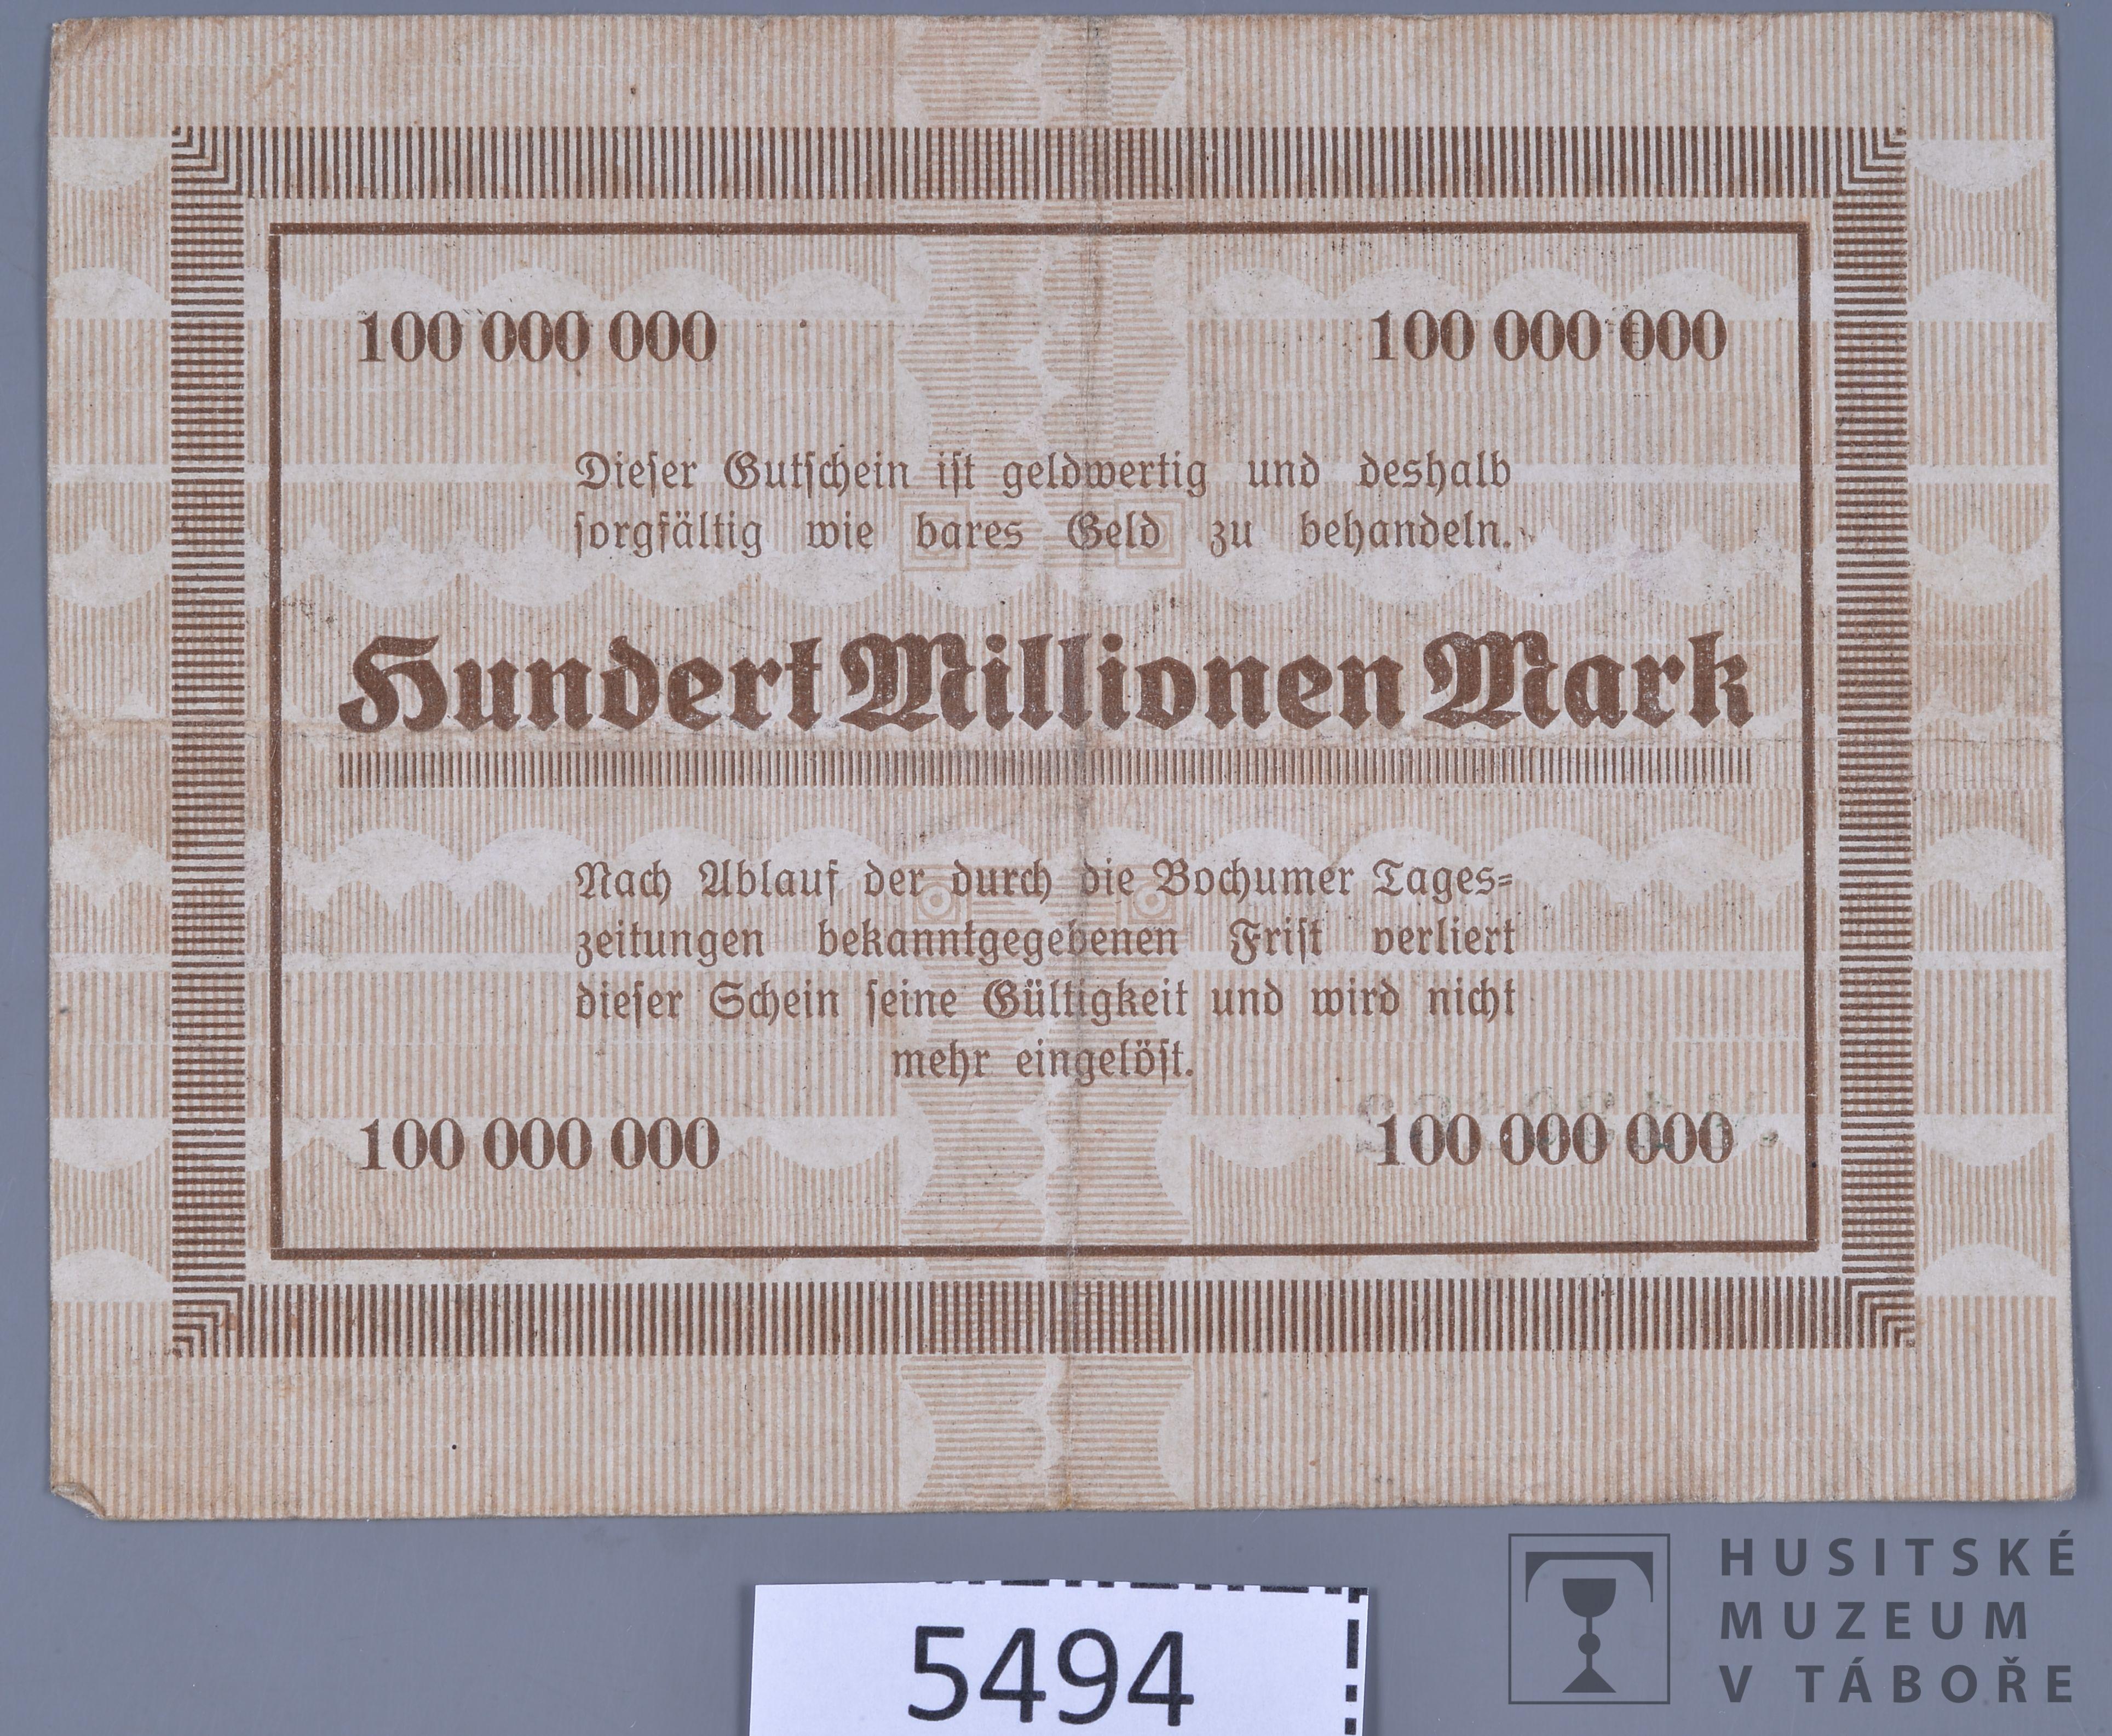 100 000 000 100 000 000
Dieser Gutschein ist geldwertig und deshalb
sorgfältig wie bares Geld zu behandeln.
Hundert Millionen Mark
Nach Ablauf der durch die Bochumer Tages-
zeitungen bekanntgegebenen Frist verliert
dieser Schein seine Gültigkeit und wird nicht
mehr eingelöst.
100 000 000 100 000 000
5494
HUSITSKÉ
MUZEUM
V TÁBOŘE